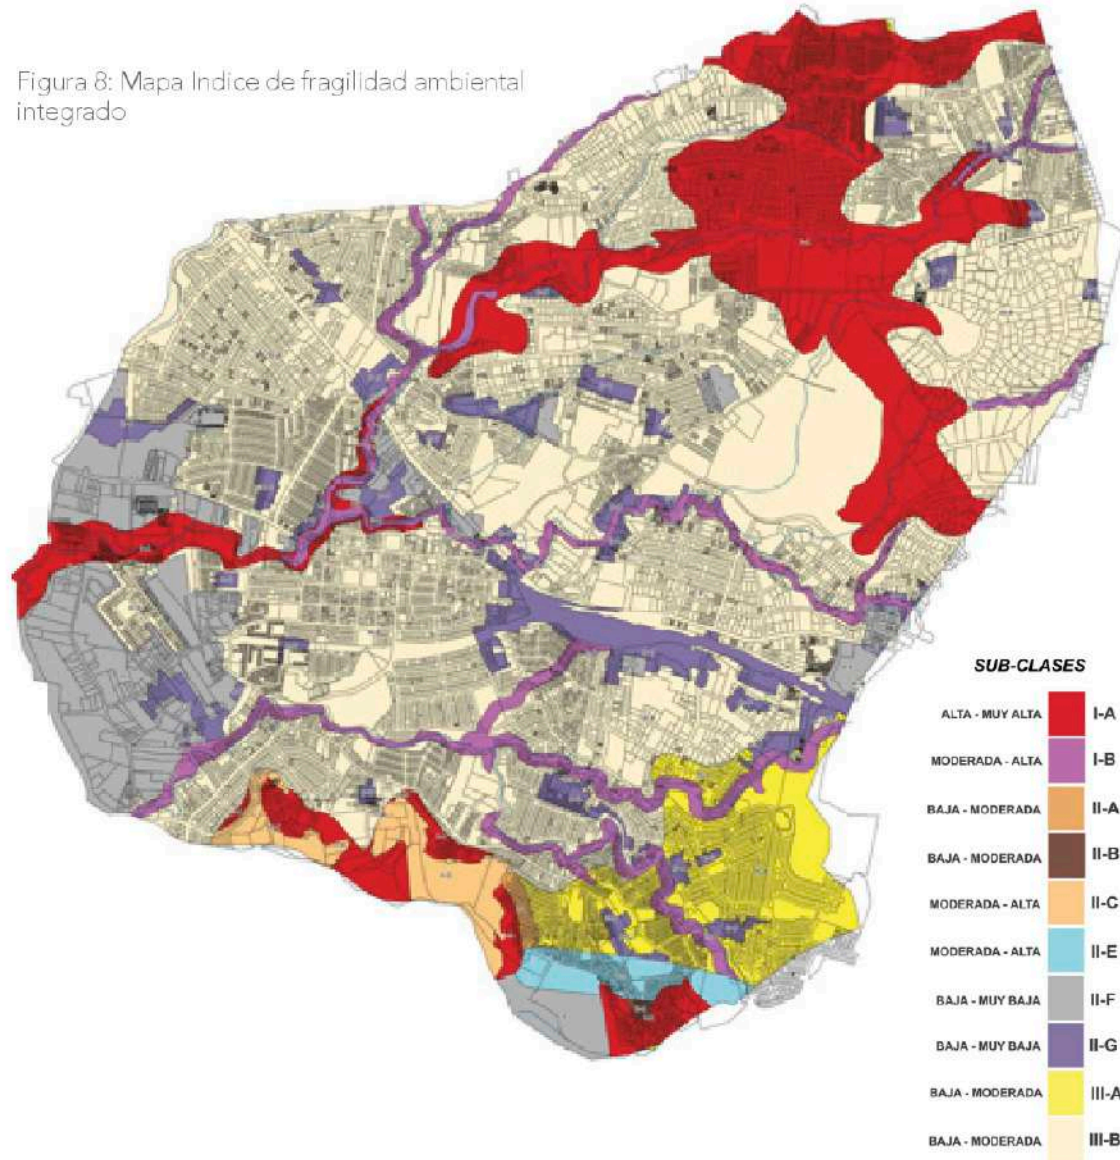 Figura 8: Mapa Indice de fragilidad ambiental
integrado
SUB-CLASES
ALTA - MUY ALTA I-A
MODERADA - ALTA I-B
BAJA - MODERADA II-A
BAJA - MODERADA II-B
MODERADA - ALTA II-C
MODERADA - ALTA II-E
BAJA - MUY BAJA II-F
BAJA - MUY BAJA II-G
BAJA - MODERADA III-A
BAJA - MODERADA III-B